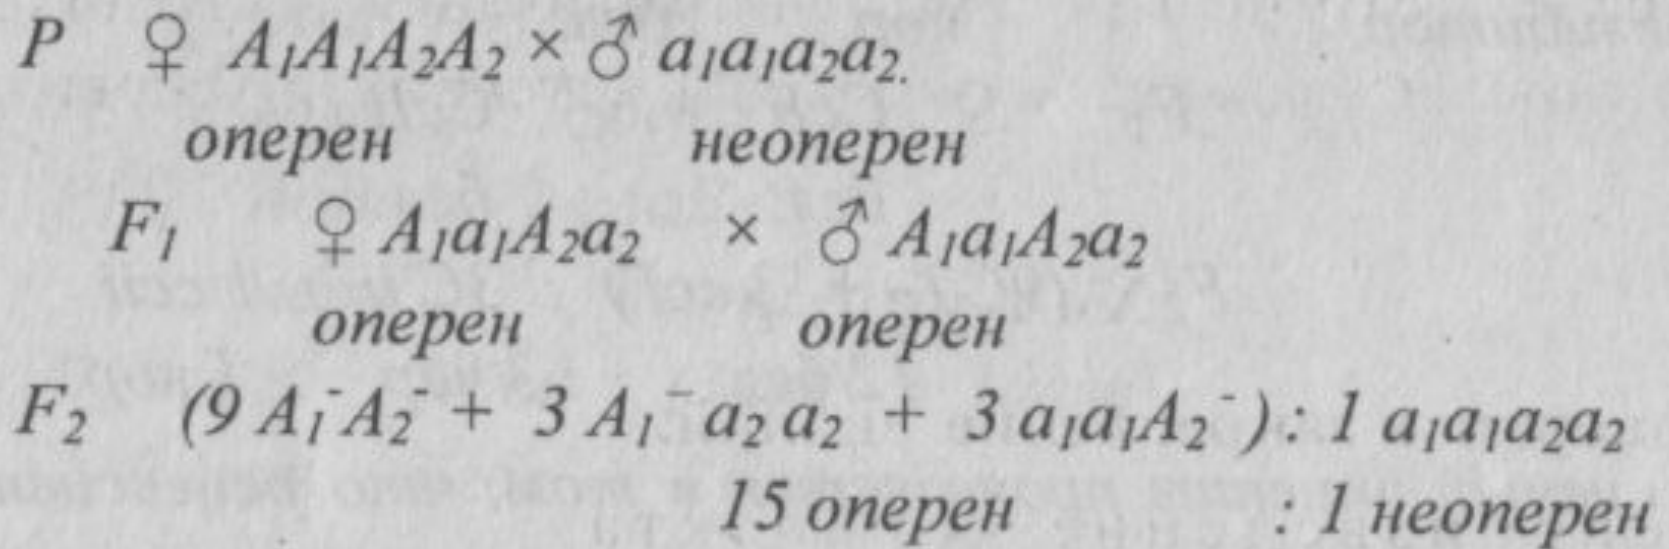 P ♀ A₁A₁A₂A₂ × ♂ a₁a₁a₂a₂.
оперен неоперен
F₁ ♀ A₁a₁A₂a₂ × ♂ A₁a₁A₂a₂
оперен оперен
F₂ (9 A₁⁻A₂⁻ + 3 A₁⁻ a₂ a₂ + 3 a₁a₁A₂⁻) : 1 a₁a₁a₂a₂
15 оперен : 1 неоперен